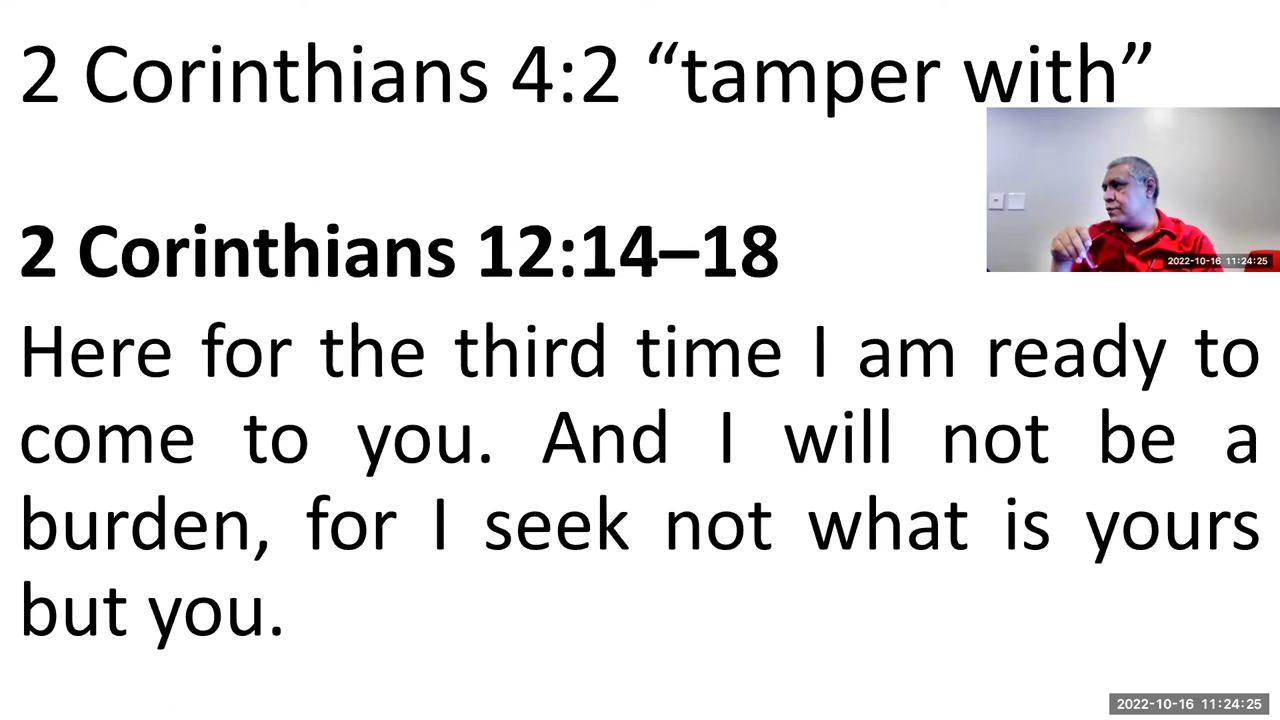 2 Corinthians 4:2 “tamper with”
2 Corinthians 12:14–18
Here for the third time I am ready to
come to you. And I will not be a
burden, for I seek not what is yours
but you.
2022-10-16 11:24:25
2022-10-16 11:24:25